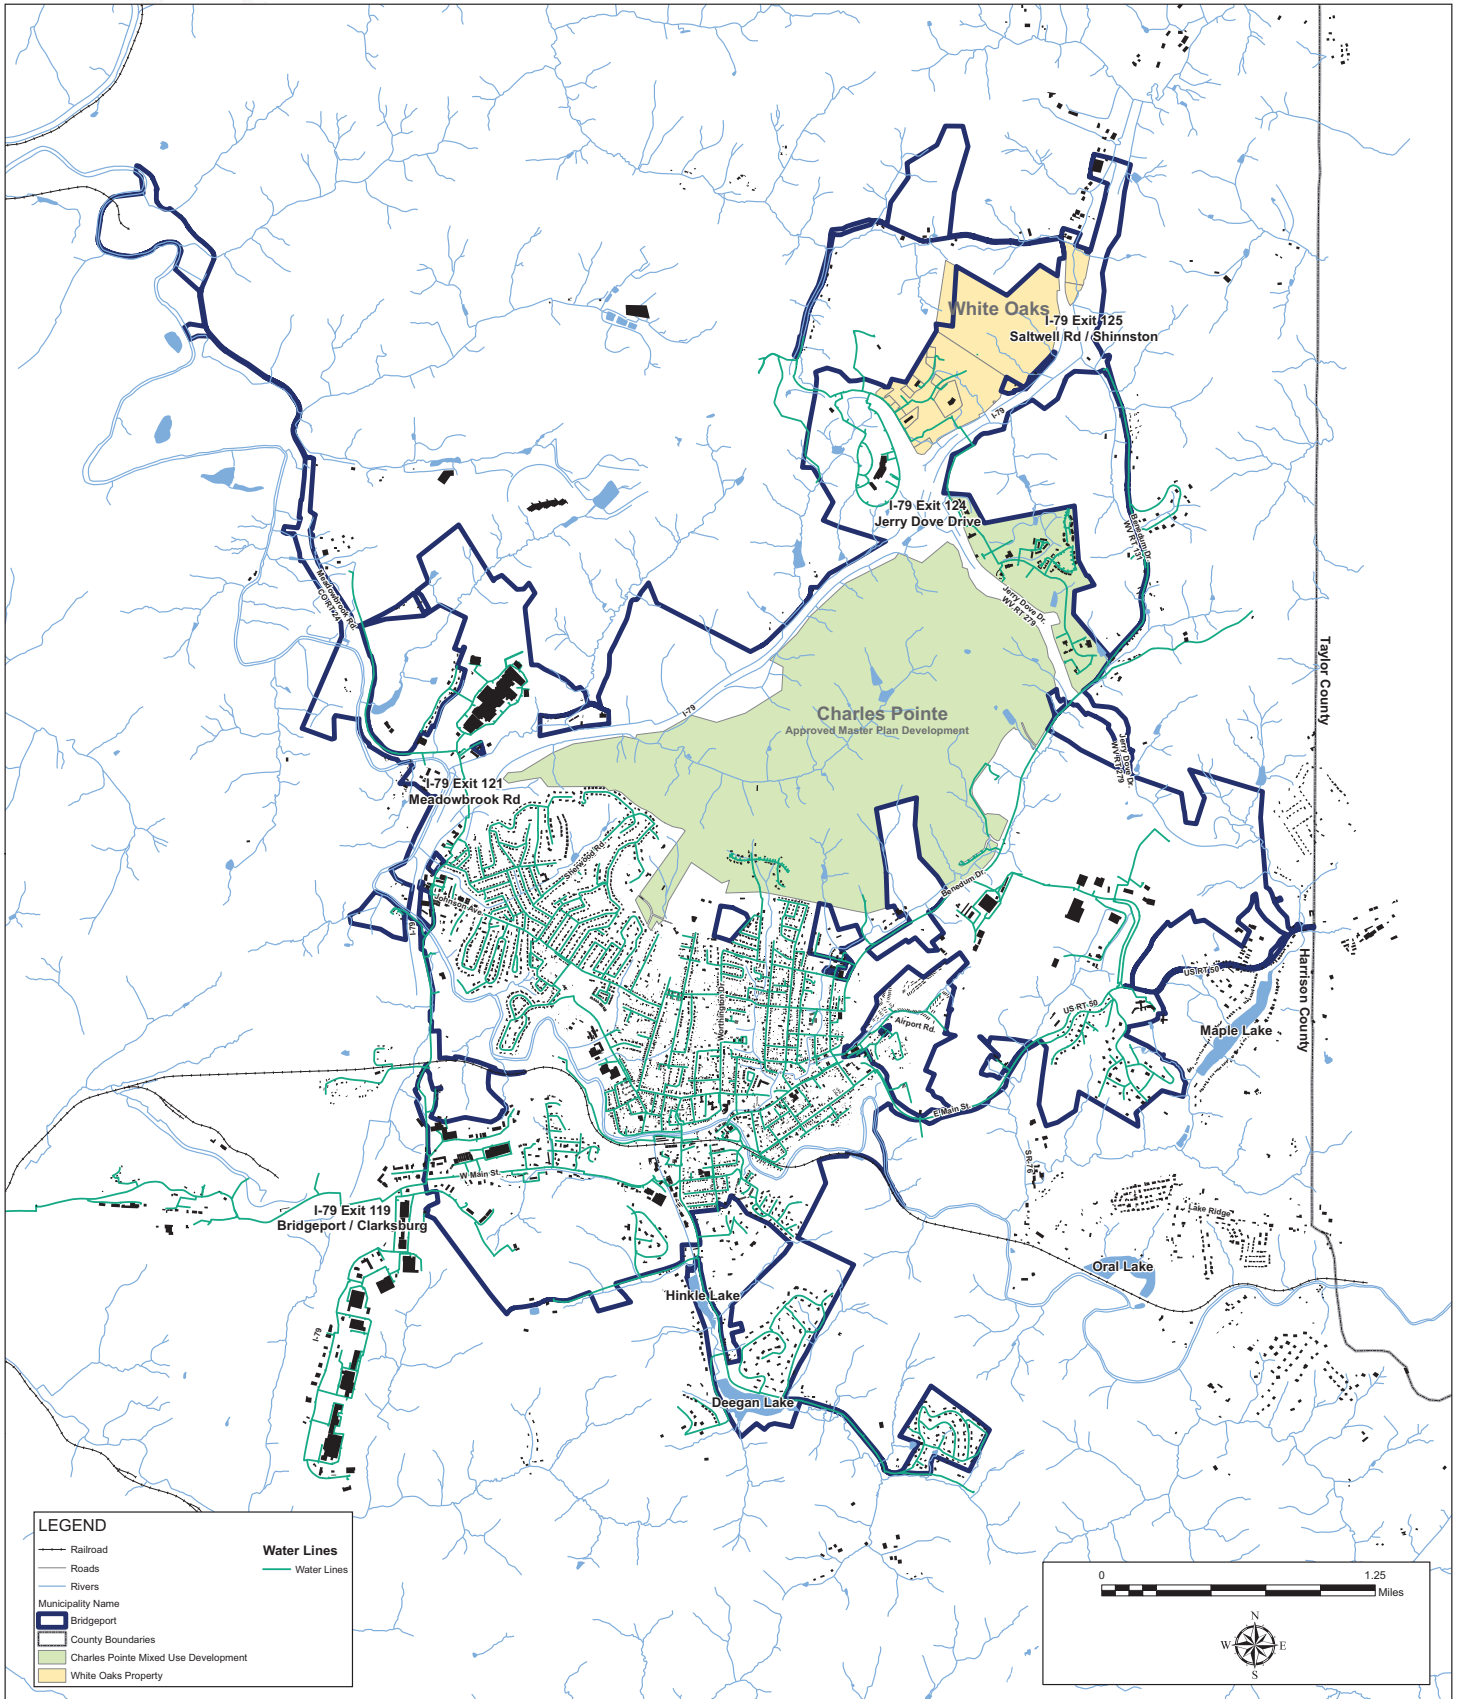 White Oaks
I-79 Exit 125
Saltwell Rd / Shinnston
I-79
I-79 Exit 124
Jerry Dove Drive
Benedum Dr.
WV RT 131
Meadowbrook Rd.
CO RT 24
Jerry Dove Dr.
WV RT 279
Taylor County
I-79
Charles Pointe
Approved Master Plan Development
Jerry Dove Dr.
WV RT 279
I-79 Exit 121
Meadowbrook Rd
Sherwood Rd.
Benedum Dr.
Johnson Ave.
I-79
Harrison County
US RT 50
Worthington Dr.
US RT 50
Airport Rd.
Maple Lake
E Main St.
SR 76
W Main St.
I-79 Exit 119
Bridgeport / Clarksburg
Lake Ridge
Oral Lake
Hinkle Lake
I-79
Deegan Lake
LEGEND
Railroad
Roads
Rivers
Municipality Name
Bridgeport
County Boundaries
Charles Pointe Mixed Use Development
White Oaks Property
Water Lines
Water Lines
0 1.25
Miles
N
W E
S